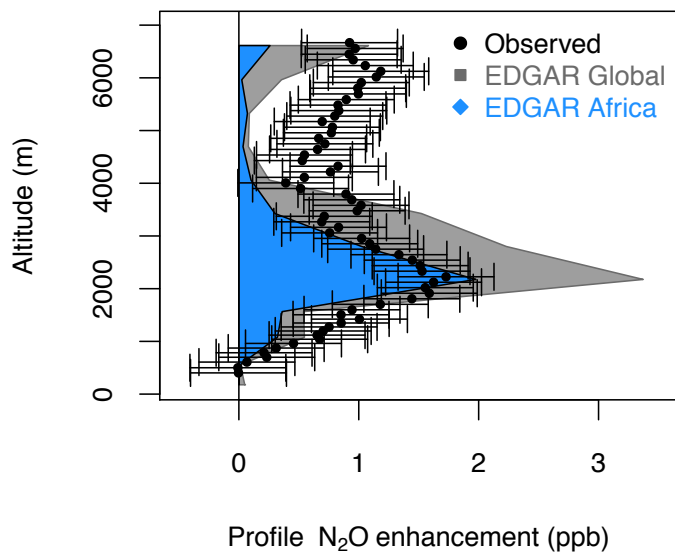 Observed
EDGAR Global
EDGAR Africa
Altitude (m)
6000
4000
2000
0
0 1 2 3
Profile N₂O enhancement (ppb)